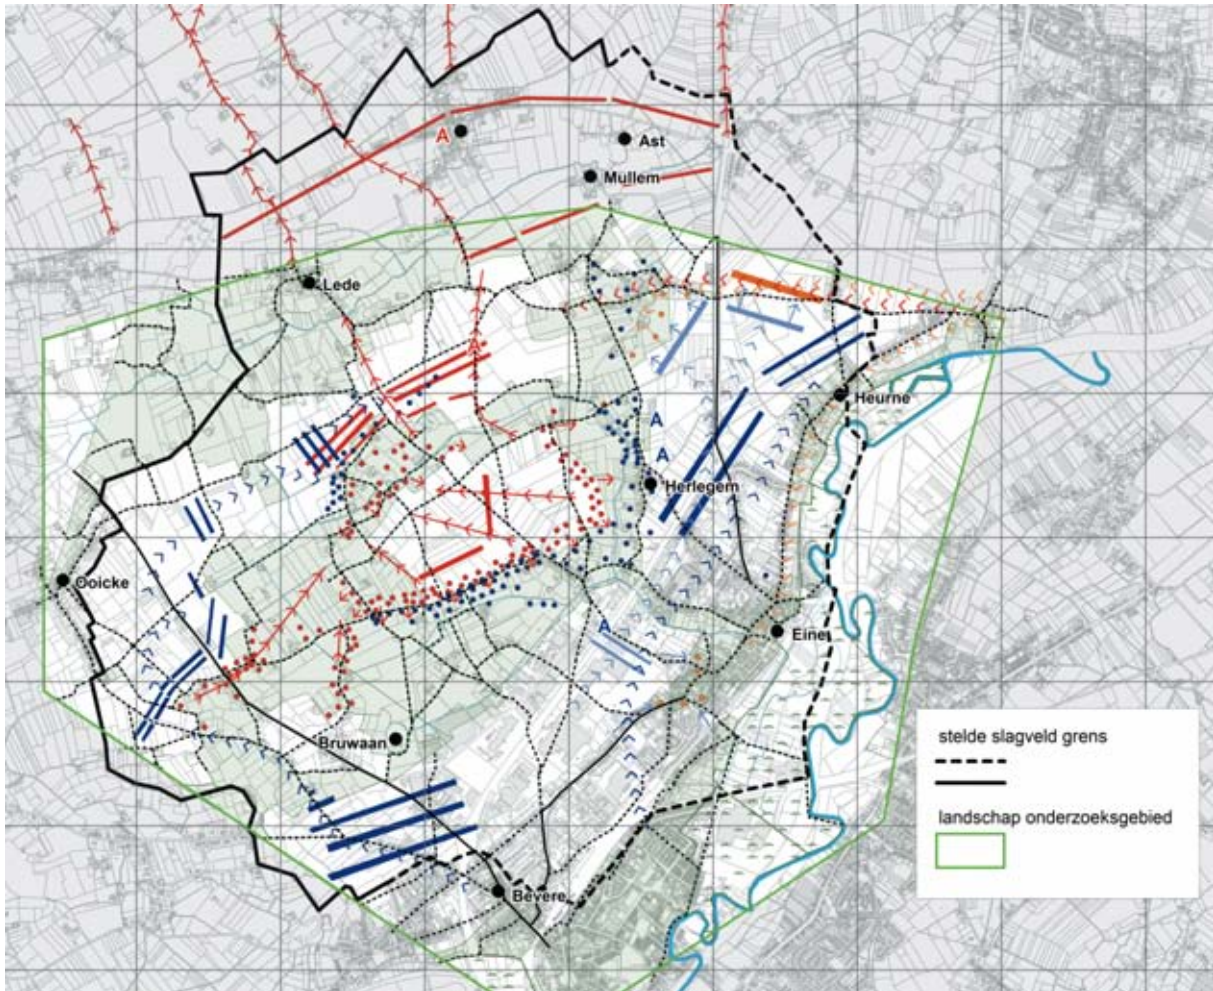 A
Ast
Mullem
Lede
A
Heurne
A
A
Herlegem
Ooicke
A
Eine
stelde slagveld grens
Bruwaan
landschap onderzoeksgebied
Bevere